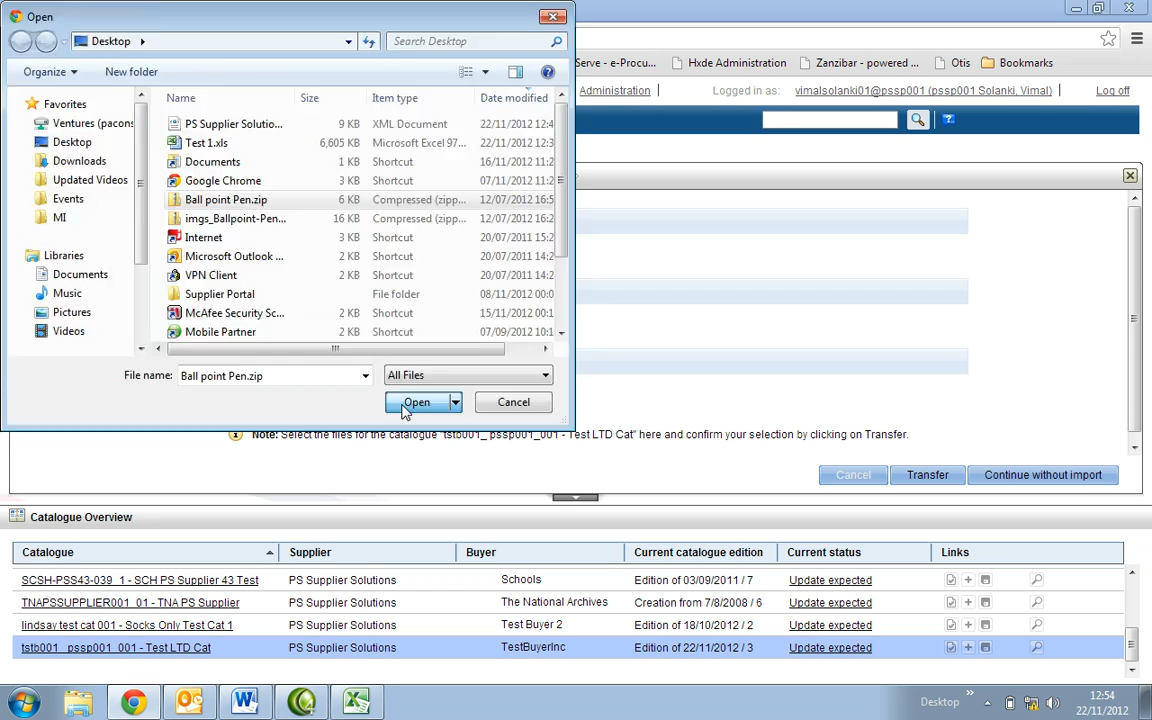 Open
Desktop
Search Desktop
Serve - e-Procu...
Hxde Administration
Zanzibar - powered ...
Otis
Bookmarks
Organize
New folder
Administration
Logged in as:
vimalsolanki01@pssp001 (pssp001 Solanki, Vimal)
Log off
Name
Size
Item type
Date modified
Favorites
Ventures (pacons
Desktop
Downloads
Updated Videos
Events
MI
Libraries
Documents
Music
Pictures
Videos
PS Supplier Solutio... 9 KB XML Document 22/11/2012 12:4
Test 1.xls 6,605 KB Microsoft Excel 97... 22/11/2012 12:3
Documents 1 KB Shortcut 16/11/2012 11:2
Google Chrome 3 KB Shortcut 07/11/2012 11:2
Ball point Pen.zip 6 KB Compressed (zipp... 12/07/2012 16:5
imgs_Ballpoint-Pen... 16 KB Compressed (zipp... 12/07/2012 16:2
Internet 3 KB Shortcut 20/07/2011 15:2
Microsoft Outlook ... 2 KB Shortcut 20/07/2011 14:2
VPN Client 2 KB Shortcut 20/07/2011 14:2
Supplier Portal File folder 08/11/2012 00:0
McAfee Security Sc... 2 KB Shortcut 15/11/2012 00:1
Mobile Partner 2 KB Shortcut 07/09/2012 10:1
File name: Ball point Pen.zip All Files
Open Cancel
Note: Select the files for the catalogue "tstb001_ pssp001_001 - Test LTD Cat" here and confirm your selection by clicking on Transfer.
Cancel Transfer Continue without import
Catalogue Overview
Catalogue Supplier Buyer Current catalogue edition Current status Links
SCSH-PSS43-039_1 - SCH PS Supplier 43 Test PS Supplier Solutions Schools Edition of 03/09/2011 / 7 Update expected
TNAPSSUPPLIER001_01 - TNA PS Supplier PS Supplier Solutions The National Archives Creation from 7/8/2008 / 6 Update expected
lindsay test cat 001 - Socks Only Test Cat 1 PS Supplier Solutions Test Buyer 2 Edition of 18/10/2012 / 2 Update expected
tstb001_ pssp001_001 - Test LTD Cat PS Supplier Solutions TestBuyerInc Edition of 22/11/2012 / 3 Update expected
Desktop
12:54
22/11/2012